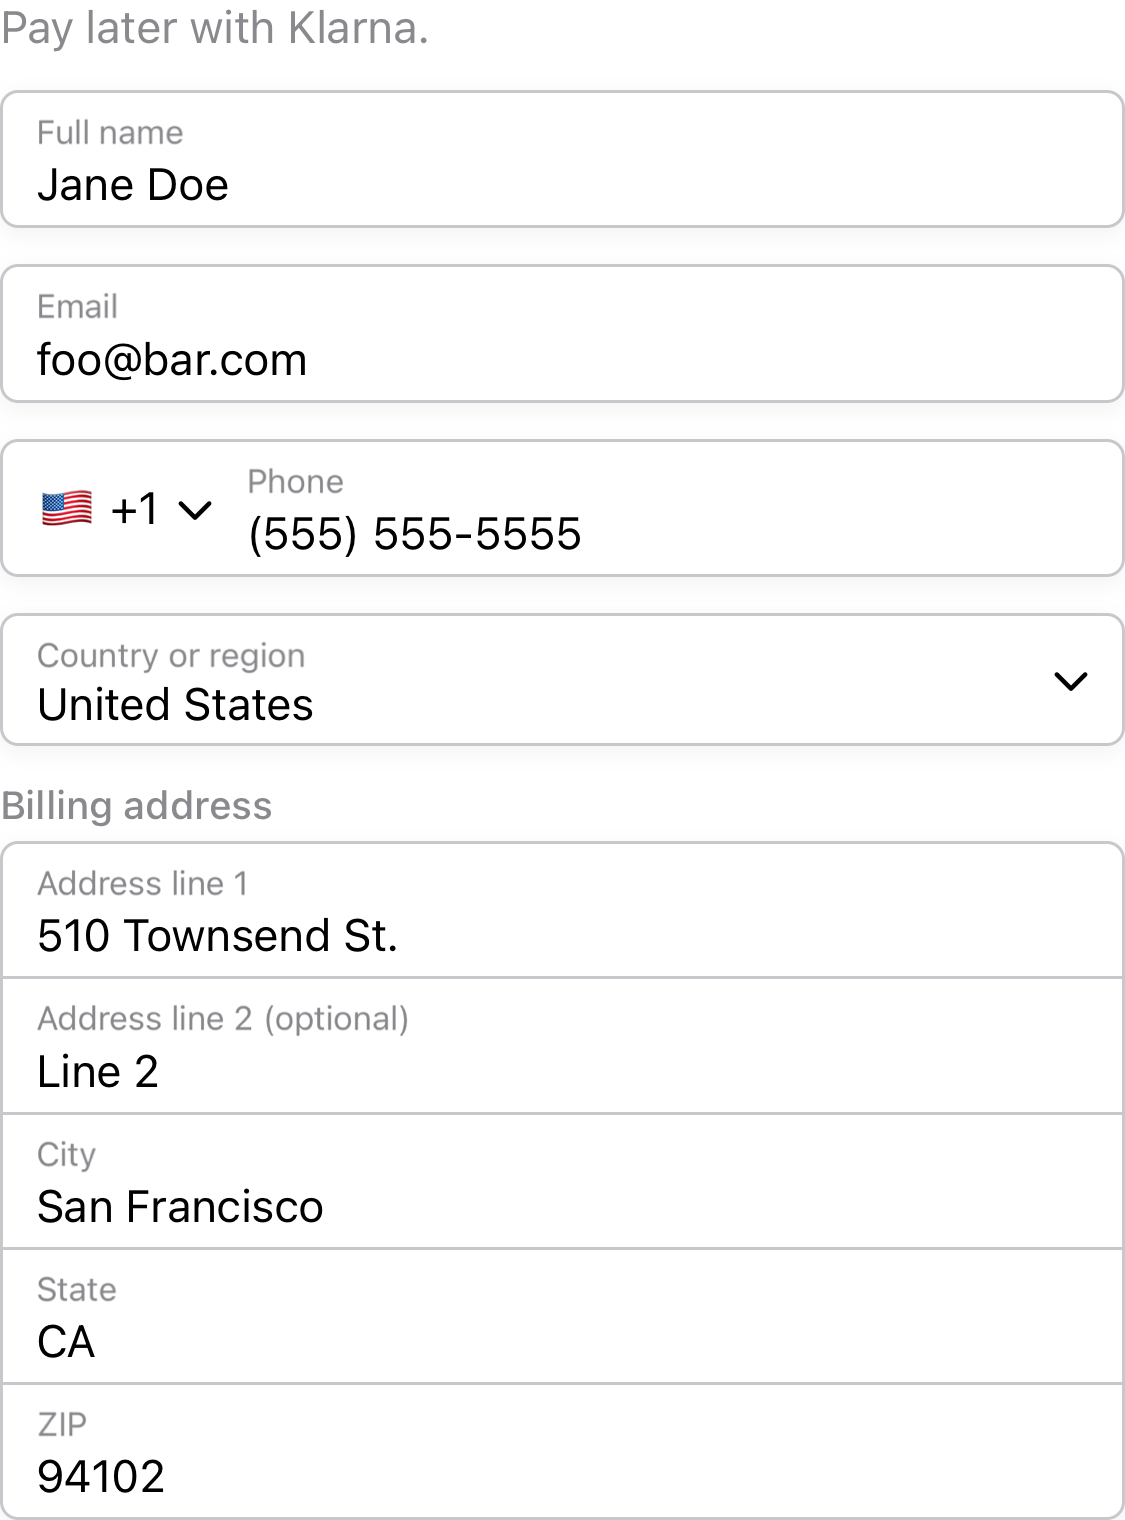 Pay later with Klarna.
Full name
Jane Doe
Email
foo@bar.com
Phone
🇺🇸 +1 (555) 555-5555
Country or region
United States
Billing address
Address line 1
510 Townsend St.
Address line 2 (optional)
Line 2
City
San Francisco
State
CA
ZIP
94102